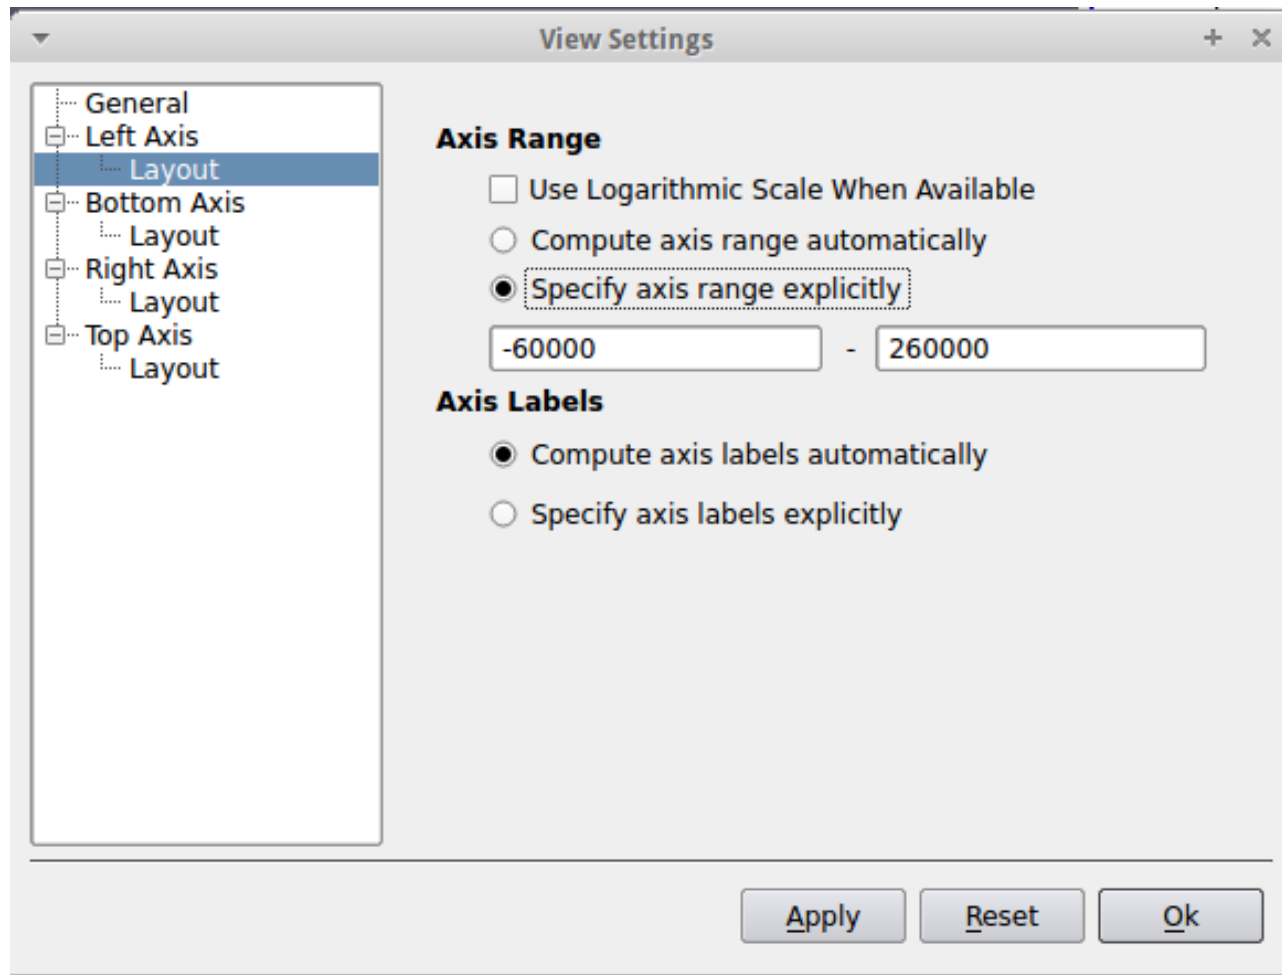 View Settings
General
Left Axis
Layout
Bottom Axis
Layout
Right Axis
Layout
Top Axis
Layout
Axis Range
Use Logarithmic Scale When Available
Compute axis range automatically
Specify axis range explicitly
-60000 - 260000
Axis Labels
Compute axis labels automatically
Specify axis labels explicitly
Apply Reset Ok